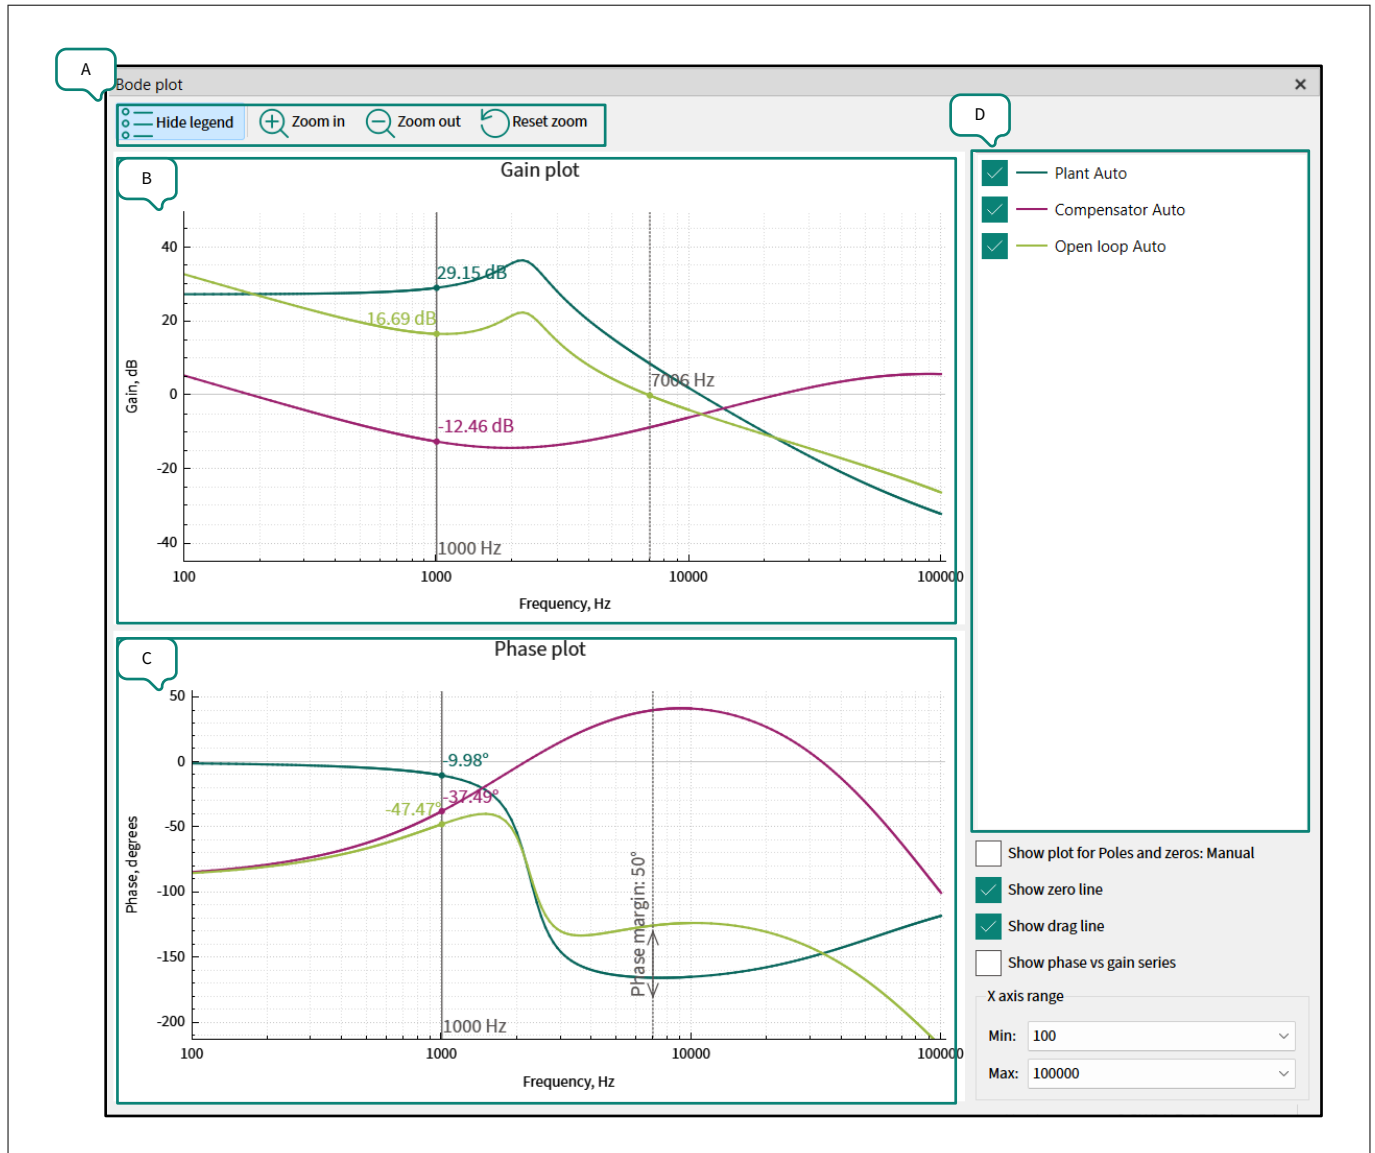 A
Bode plot
Hide legend Zoom in Zoom out Reset zoom
D
B
Gain plot
Plant Auto
Compensator Auto
Open loop Auto
40
20
0
-20
-40
Gain, dB
29.15 dB
16.69 dB
7006 Hz
-12.46 dB
1000 Hz
100 1000 10000 100000
Frequency, Hz
C
Phase plot
50
0
-50
-100
-150
-200
Phase, degrees
-9.98°
-37.49°
-47.47°
Phase margin: 50°
1000 Hz
100 1000 10000 100000
Frequency, Hz
Show plot for Poles and zeros: Manual
Show zero line
Show drag line
Show phase vs gain series
X axis range
Min: 100
Max: 100000